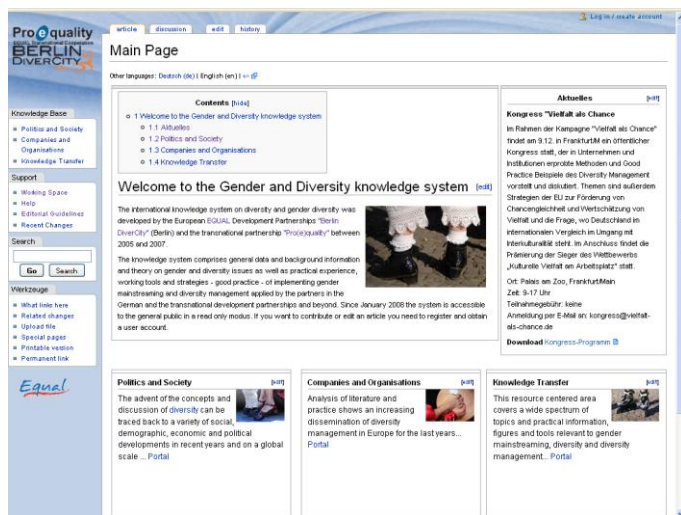 Log in / create account
Pro e quality
EQUAL Transnational Cooperation
BERLIN
DIVERCITY
article discussion edit history
Main Page
Other languages: Deutsch (de) | English (en) | +-
Knowledge Base
Politics and Society
Companies and
Organisations
Knowledge Transfer
Support
Working Space
Help
Editorial Guidelines
Recent Changes
Search
Go Search
Werkzeuge
What links here
Related changes
Upload file
Special pages
Printable version
Permanent link
Equal
Contents [hide]
1 Welcome to the Gender and Diversity knowledge system
1.1 Aktuelles
1.2 Politics and Society
1.3 Companies and Organisations
1.4 Knowledge Transfer
Welcome to the Gender and Diversity knowledge system [edit]
The international knowledge system on diversity and gender diversity was
developed by the European EQUAL Development Partnerships "Berlin
DiverCity" (Berlin) and the transnational partnership "Pro(e)quality" between
2005 and 2007.
The knowledge system comprises general data and background information
and theory on gender and diversity issues as well as practical experience,
working tools and strategies - good practice - of implementing gender
mainstreaming and diversity management applied by the partners in the
German and the transnational development partnerships and beyond. Since January 2008 the system is accessible
to the general public in a read only modus. If you want to contribute or edit an article you need to register and obtain
a user account.
Aktuelles [edit]
Kongress "Vielfalt als Chance
Im Rahmen der Kampagne "Vielfalt als Chance"
findet am 9.12. in Frankfurt/M ein öffentlicher
Kongress statt, der in Unternehmen und
Institutionen erprobte Methoden und Good
Practice Beispiele des Diversity Management
vorstellt und diskutiert. Themen sind außerdem
Strategien der EU zur Förderung von
Chancengleichheit und Wertschätzung von
Vielfalt und die Frage, wo Deutschland im
internationalen Vergleich im Umgang mit
Interkulturalität steht. Im Anschluss findet die
Prämierung der Sieger des Wettbewerbs
„Kulturelle Vielfalt am Arbeitsplatz" statt.
Ort: Palais am Zoo, Frankfurt/Main
Zeit: 9-17 Uhr
Teilnahmegebühr: keine
Anmeldung per E-Mail an: kongress@vielfalt-
als-chance.de
Download Kongress-Programm
Politics and Society [edit]
The advent of the concepts and
discussion of diversity can be
traced back to a variety of social,
demographic, economic and political
developments in recent years and on a global
scale ... Portal
Companies and Organisations [edit]
Analysis of literature and
practice shows an increasing
dissemination of diversity
management in Europe for the last years...
Portal
Knowledge Transfer [edit]
This resource centered area
covers a wide spectrum of
topics and practical information,
figures and tools relevant to gender
mainstreaming, diversity and diversity
management... Portal